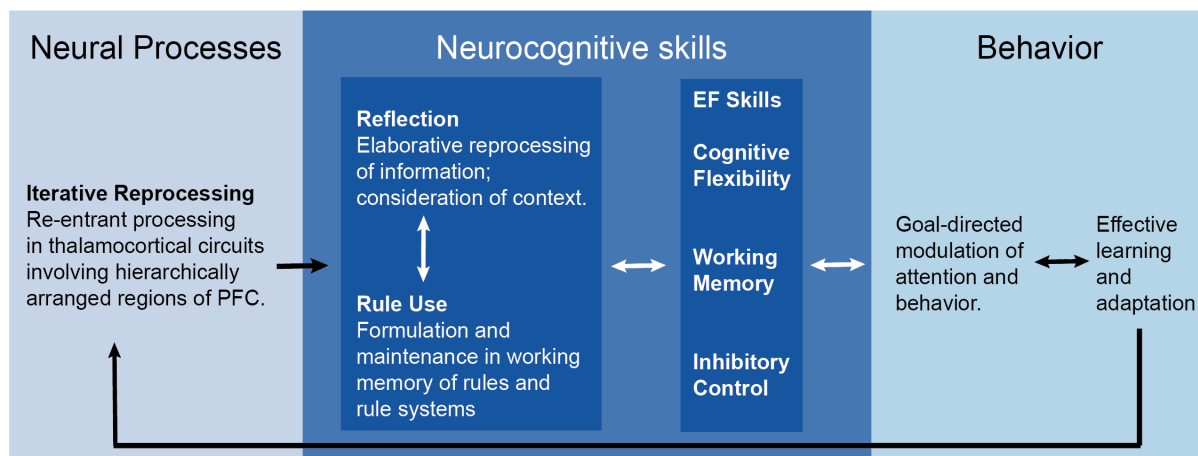 Neural Processes
Neurocognitive skills
Behavior
Iterative Reprocessing
Re-entrant processing
in thalamocortical circuits
involving hierarchically
arranged regions of PFC.
Reflection
Elaborative reprocessing
of information;
consideration of context.
Rule Use
Formulation and
maintenance in working
memory of rules and
rule systems
EF Skills
Cognitive
Flexibility
Working
Memory
Inhibitory
Control
Goal-directed
modulation of
attention and
behavior.
Effective
learning
and
adaptation